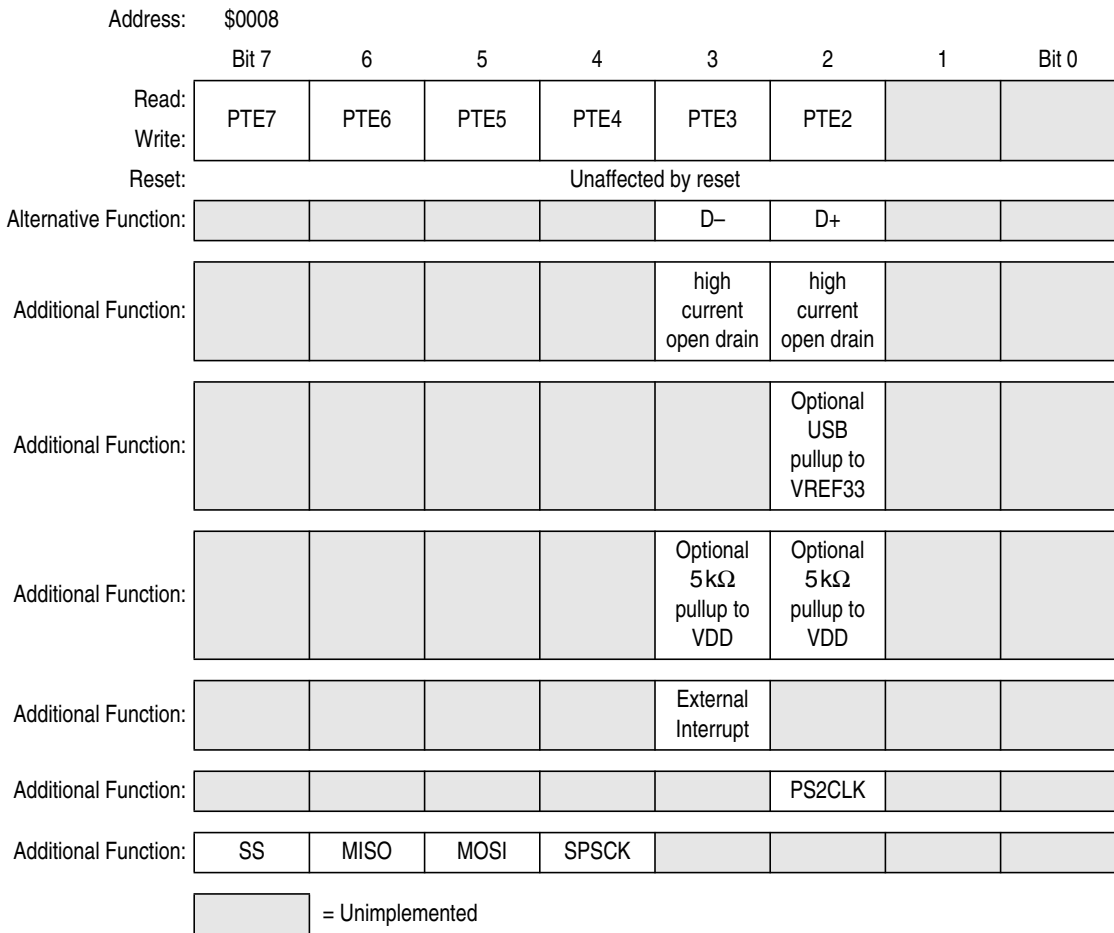 Address: $0008
Bit 7 6 5 4 3 2 1 Bit 0
Read:
Write:
PTE7 PTE6 PTE5 PTE4 PTE3 PTE2
Reset: Unaffected by reset
Alternative Function: D– D+
Additional Function:
high
current
open drain
high
current
open drain
Additional Function:
Optional
USB
pullup to
VREF33
Additional Function:
Optional
5kΩ
pullup to
VDD
Optional
5kΩ
pullup to
VDD
Additional Function:
External
Interrupt
Additional Function: PS2CLK
Additional Function: SS MISO MOSI SPSCK
= Unimplemented